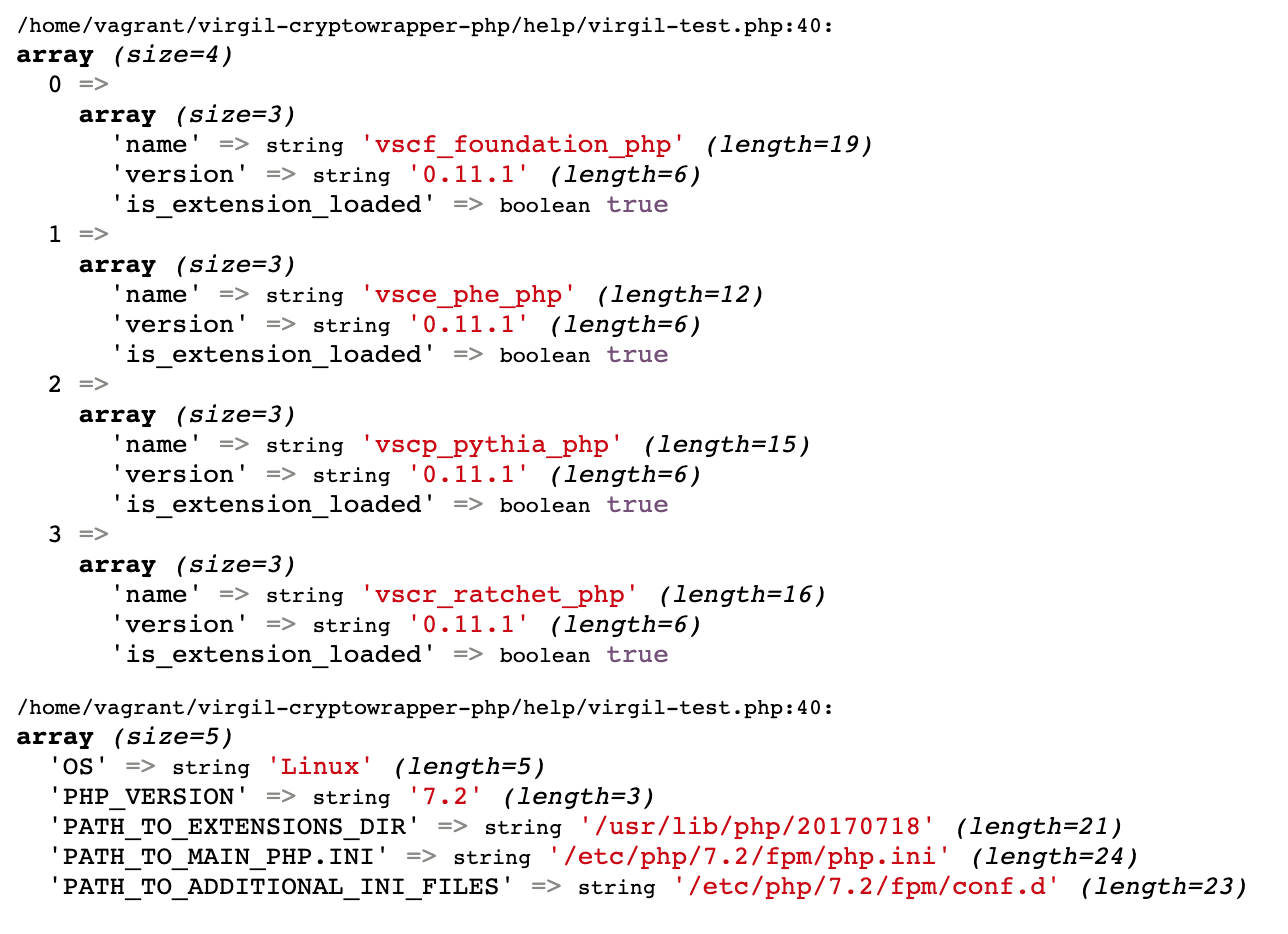 /home/vagrant/virgil-cryptowrapper-php/help/virgil-test.php:40:
array (size=4)
  0 =>
    array (size=3)
      'name' => string 'vscf_foundation_php' (length=19)
      'version' => string '0.11.1' (length=6)
      'is_extension_loaded' => boolean true
  1 =>
    array (size=3)
      'name' => string 'vsce_phe_php' (length=12)
      'version' => string '0.11.1' (length=6)
      'is_extension_loaded' => boolean true
  2 =>
    array (size=3)
      'name' => string 'vscp_pythia_php' (length=15)
      'version' => string '0.11.1' (length=6)
      'is_extension_loaded' => boolean true
  3 =>
    array (size=3)
      'name' => string 'vscr_ratchet_php' (length=16)
      'version' => string '0.11.1' (length=6)
      'is_extension_loaded' => boolean true
/home/vagrant/virgil-cryptowrapper-php/help/virgil-test.php:40:
array (size=5)
  'OS' => string 'Linux' (length=5)
  'PHP_VERSION' => string '7.2' (length=3)
  'PATH_TO_EXTENSIONS_DIR' => string '/usr/lib/php/20170718' (length=21)
  'PATH_TO_MAIN_PHP.INI' => string '/etc/php/7.2/fpm/php.ini' (length=24)
  'PATH_TO_ADDITIONAL_INI_FILES' => string '/etc/php/7.2/fpm/conf.d' (length=23)